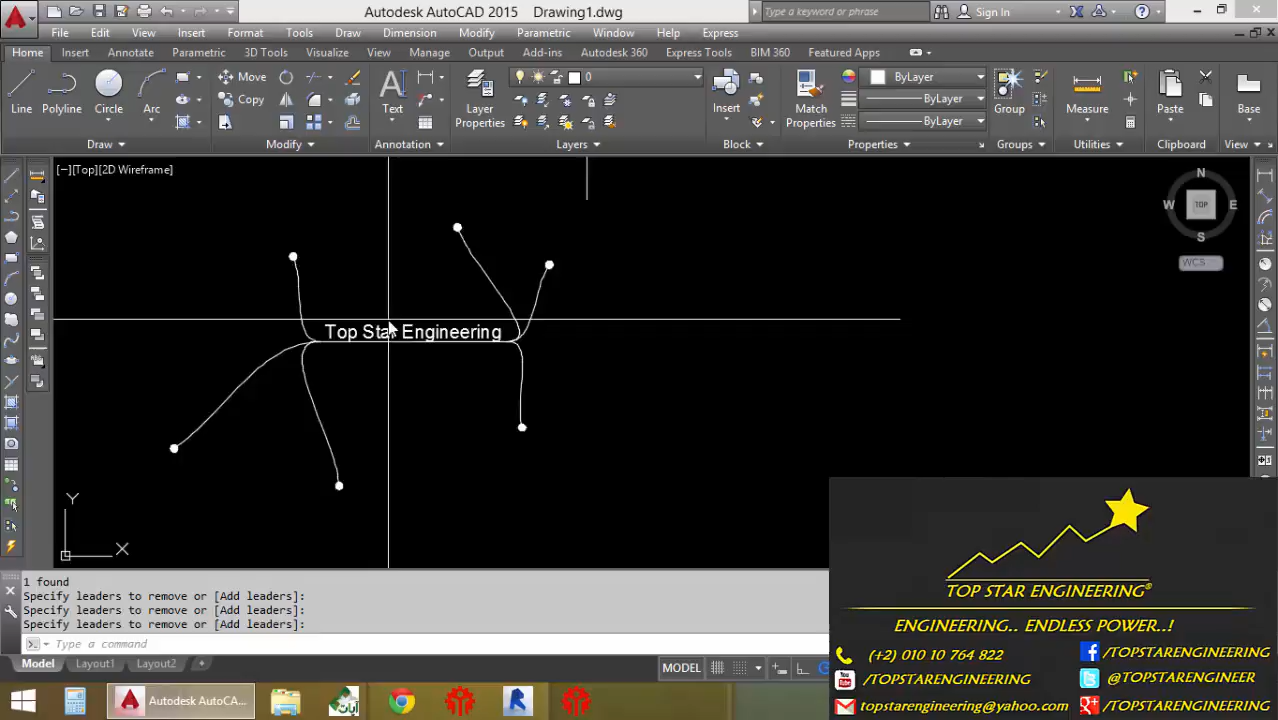 Autodesk AutoCAD 2015 Drawing1.dwg
Type a keyword or phrase
Sign In
File Edit View Insert Format Tools Draw Dimension Modify Parametric Window Help Express
Home Insert Annotate Parametric 3D Tools Visualize View Manage Output Add-ins Autodesk 360 Express Tools BIM 360 Featured Apps
Line Polyline Circle Arc
Move
Copy
Text
Layer
Properties
0
Insert
Match
Properties
ByLayer
ByLayer
ByLayer
Group
Measure
Paste
Base
Draw Modify Annotation Layers Block Properties Groups Utilities Clipboard View
[−][Top][2D Wireframe]
N
W TOP E
S
WCS
Top Star Engineering
Y
X
1 found
Specify leaders to remove or [Add leaders]:
Specify leaders to remove or [Add leaders]:
Specify leaders to remove or [Add leaders]:
Type a command
Model Layout1 Layout2 +
MODEL
Autodesk AutoCA...
TOP STAR ENGINEERING®
ENGINEERING.. ENDLESS POWER..!
(+2) 010 10 764 822
/TOPSTARENGINEERING
/TOPSTARENGINEERING
@TOPSTARENGINEER
topstarengineering@yahoo.com
/TOPSTARENGINEERING